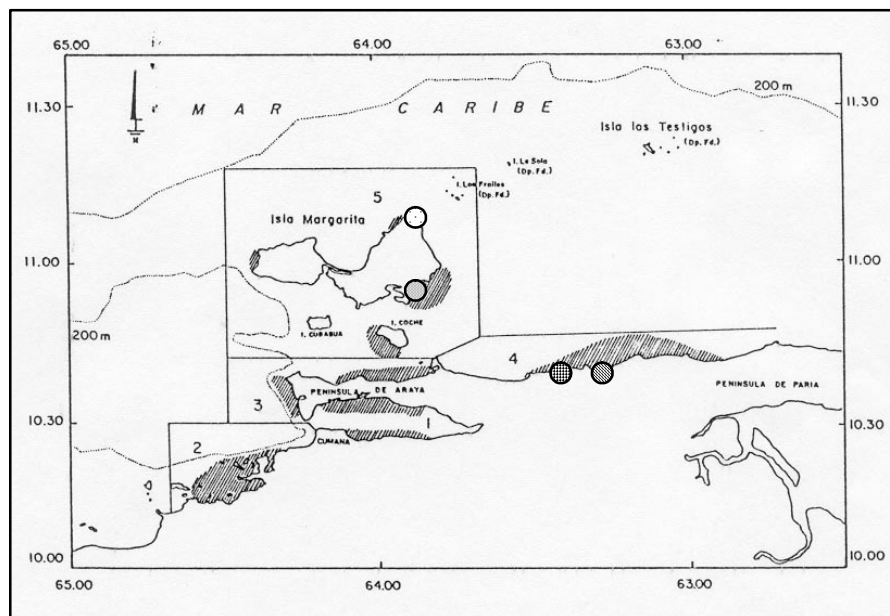 65.00 64.00 63.00
200 m
11.30 MAR CARIBE 11.30
Isla los Testigos
(Dp. Fd.)
N
I. La Sola
(Dp. Fd.)
5
I. Los Frailes
(Dp. Fd.)
Isla Margarita
11.00 11.00
200 m
I. CUBAGUA
I. COCHE
4
PENINSULA DE PARIA
PENINSULA DE ARAYA
3
10.30 10.30
1
CUMANA
2
10.00 10.00
65.00 64.00 63.00